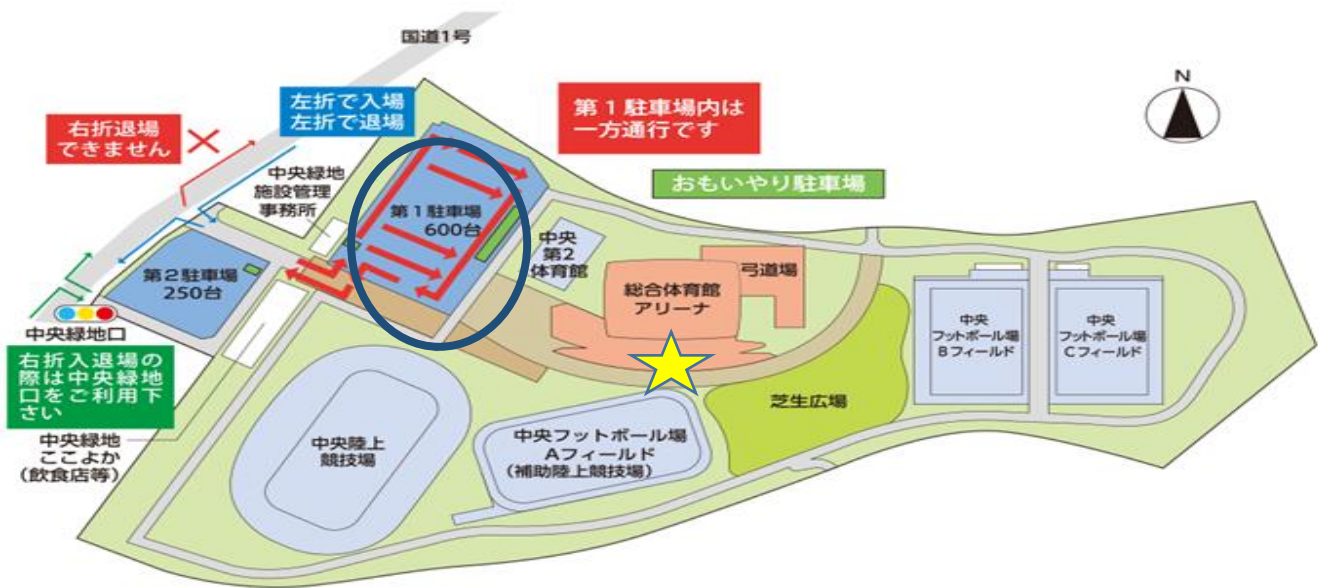 国道1号
N
左折で入場
左折で退場
第1駐車場内は
一方通行です
右折退場
できません
おもいやり駐車場
中央緑地
施設管理
事務所
第1駐車場
600台
中央
第2
体育館
弓道場
総合体育館
アリーナ
第2駐車場
250台
中央緑地口
中央
フットボール場
Bフィールド
中央
フットボール場
Cフィールド
右折入退場の
際は中央緑地
口をご利用下
さい
芝生広場
中央緑地
ここよか
(飲食店等)
中央陸上
競技場
中央フットボール場
Aフィールド
(補助陸上競技場)